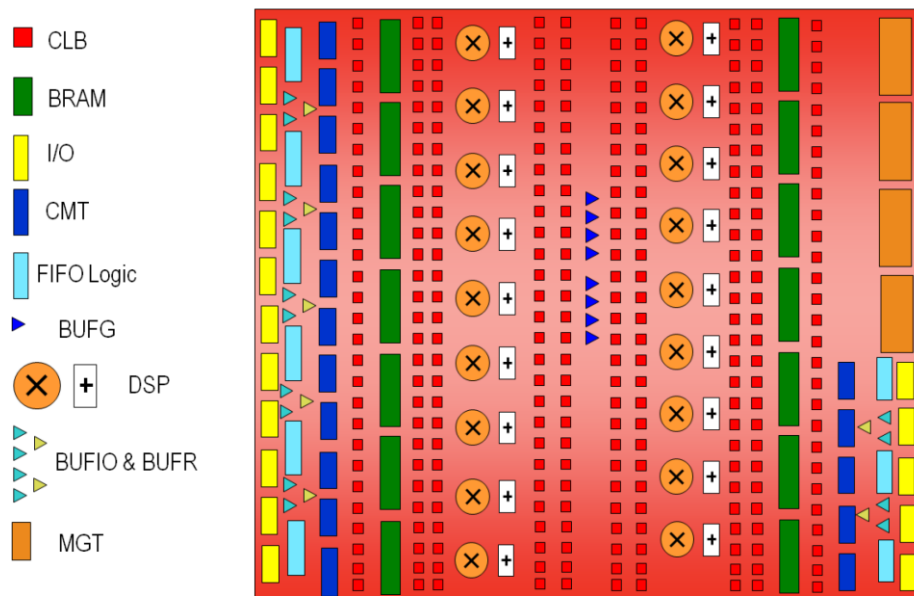 CLB
BRAM
I/O
CMT
FIFO Logic
BUFG
DSP
BUFIO & BUFR
MGT